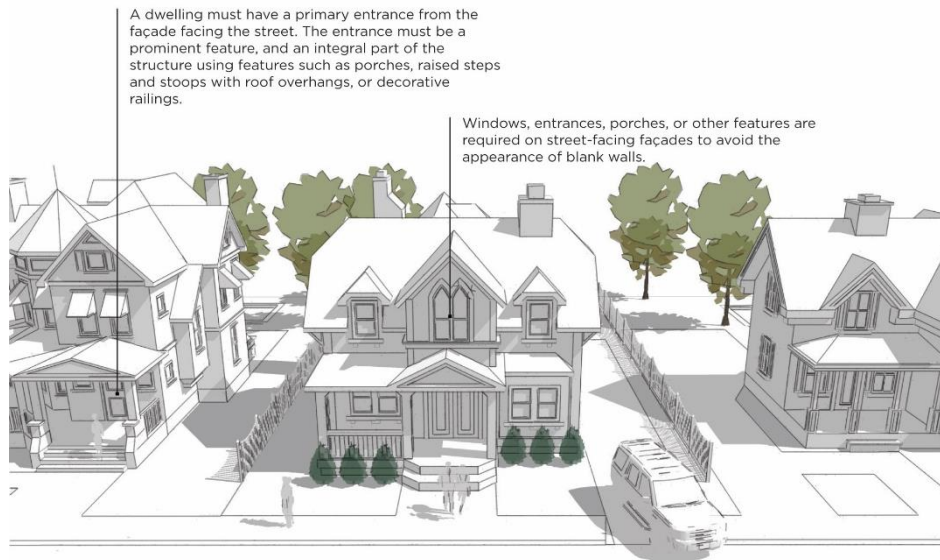 A dwelling must have a primary entrance from the
façade facing the street. The entrance must be a
prominent feature, and an integral part of the
structure using features such as porches, raised steps
and stoops with roof overhangs, or decorative
railings.
Windows, entrances, porches, or other features are
required on street-facing façades to avoid the
appearance of blank walls.